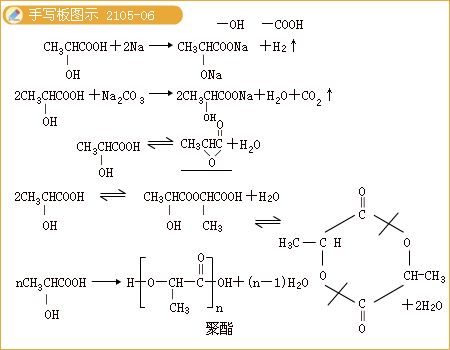 手写板图示 2105-06
—OH —COOH
CH₃CHCOOH+2Na→CH₃CHCOONa+H₂↑
OH ONa
2CH₃CHCOOH+Na₂CO₃→2CH₃CHCOONa+H₂O+CO₂↑
OH OH
CH₃CHCOOH⇌CH₃CHC+H₂O
O
OH O
2CH₃CHCOOH⇌CH₃CHCOOCHCOOH+H₂O
OH OH CH₃
⇌
O
C
H₃C—C H O
O CH—CH₃
C
O
+2H₂O
nCH₃CHCOOH→H[O—CH—C]ₙOH+(n-1)H₂O
O
OH CH₃
聚酯